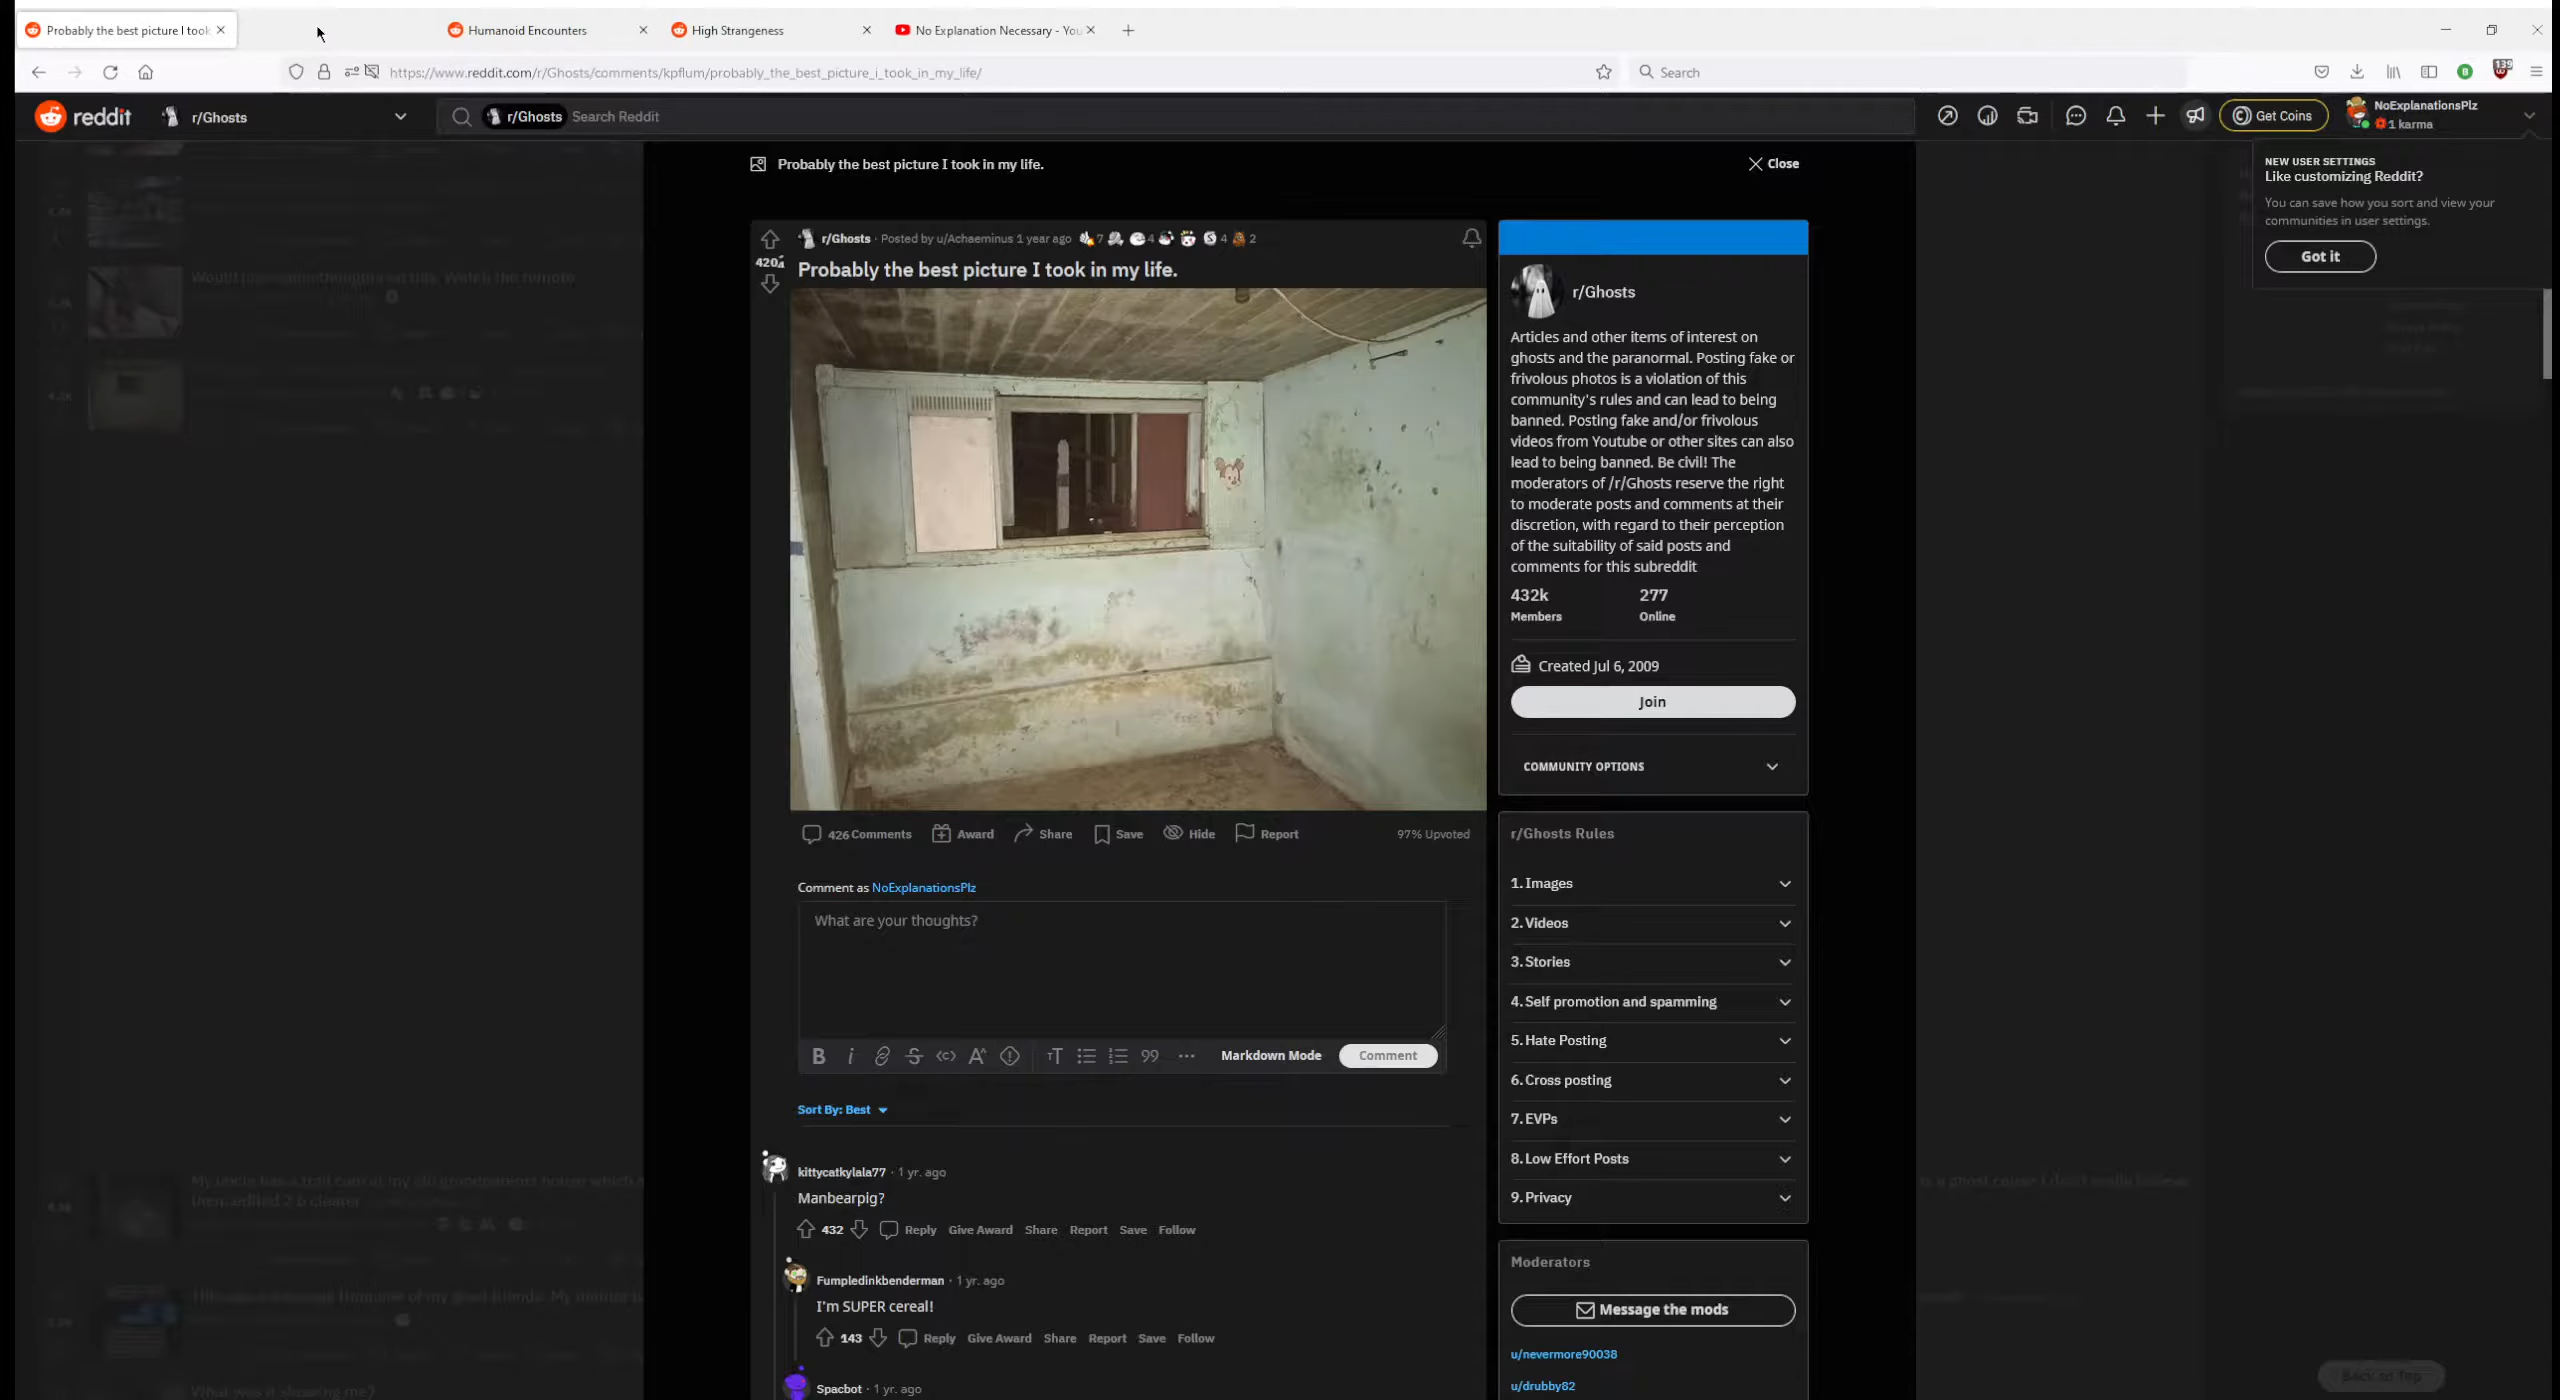 Probably the best picture I took
Humanoid Encounters
High Strangeness
No Explanation Necessary - You
https://www.reddit.com/r/Ghosts/comments/kpflum/probably_the_best_picture_i_took_in_my_life/
Search
139
reddit
r/Ghosts
r/Ghosts
Search Reddit
Get Coins
NoExplanationsPlz
1 karma
Probably the best picture I took in my life.
Close
NEW USER SETTINGS
Like customizing Reddit?
You can save how you sort and view your
communities in user settings.
Got it
r/Ghosts · Posted by u/Achaeminus 1 year ago 7 4 4 2
Probably the best picture I took in my life.
426 Comments
Award
Share
Save
Hide
Report
97% Upvoted
Comment as NoExplanationsPlz
What are your thoughts?
Markdown Mode
Comment
Sort By: Best
kittycatkylala77 · 1 yr. ago
Manbearpig?
432 Reply Give Award Share Report Save Follow
Fumpledinkbenderman · 1 yr. ago
I'm SUPER cereal!
143 Reply Give Award Share Report Save Follow
Spacbot · 1 yr. ago
r/Ghosts
Articles and other items of interest on
ghosts and the paranormal. Posting fake or
frivolous photos is a violation of this
community's rules and can lead to being
banned. Posting fake and/or frivolous
videos from Youtube or other sites can also
lead to being banned. Be civil! The
moderators of /r/Ghosts reserve the right
to moderate posts and comments at their
discretion, with regard to their perception
of the suitability of said posts and
comments for this subreddit
432k
Members
277
Online
Created Jul 6, 2009
Join
COMMUNITY OPTIONS
r/Ghosts Rules
1. Images
2. Videos
3. Stories
4. Self promotion and spamming
5. Hate Posting
6. Cross posting
7. EVPs
8. Low Effort Posts
9. Privacy
Moderators
Message the mods
u/nevermore90038
u/drubby82
Back to Top